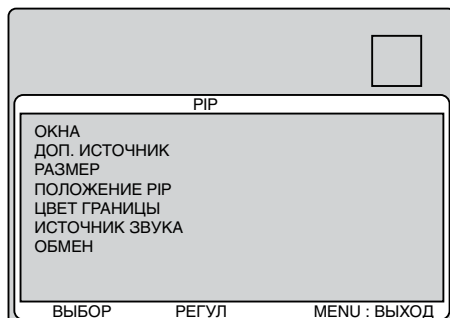 PIP
ОКНА
ДОП. ИСТОЧНИК
РАЗМЕР
ПОЛОЖЕНИЕ PIP
ЦВЕТ ГРАНИЦЫ
ИСТОЧНИК ЗВУКА
ОБМЕН
ВЫБОР РЕГУЛ MENU : ВЫХОД